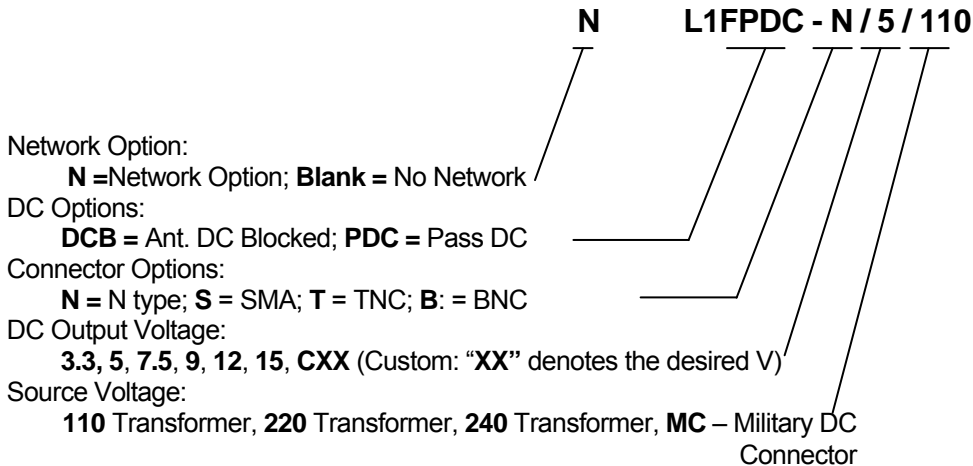 N L1FPDC - N / 5 / 110
Network Option:
N =Network Option; Blank = No Network
DC Options:
DCB = Ant. DC Blocked; PDC = Pass DC
Connector Options:
N = N type; S = SMA; T = TNC; B: = BNC
DC Output Voltage:
3.3, 5, 7.5, 9, 12, 15, CXX (Custom: “XX” denotes the desired V)
Source Voltage:
110 Transformer, 220 Transformer, 240 Transformer, MC – Military DC
Connector